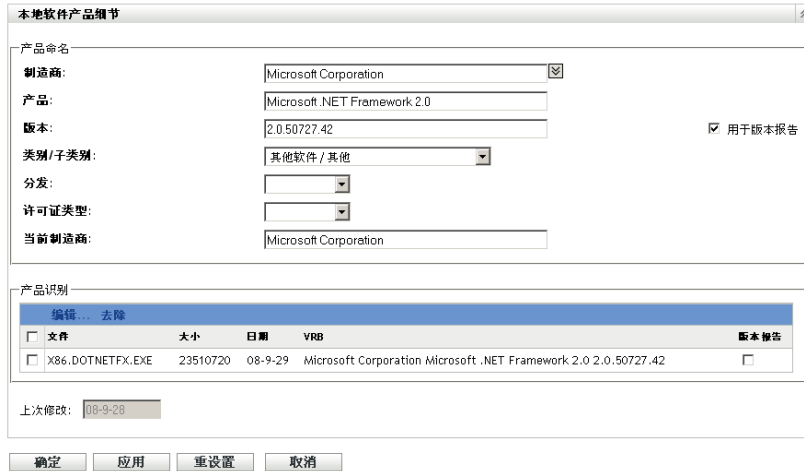 本地软件产品细节
产品命名
制造商: Microsoft Corporation
产品: Microsoft .NET Framework 2.0
版本: 2.0.50727.42 用于版本报告
类别/子类别: 其他软件 / 其他
分发:
许可证类型:
当前制造商: Microsoft Corporation
产品识别
编辑... 去除
文件 大小 日期 VRB 版本报告
X86.DOTNETFX.EXE 23510720 08-9-29 Microsoft Corporation Microsoft .NET Framework 2.0 2.0.50727.42
上次修改: 08-9-28
确定 应用 重设置 取消